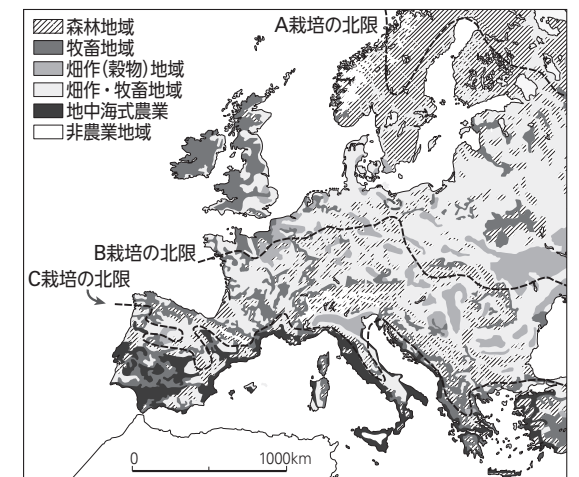 森林地域
牧畜地域
畑作(穀物)地域
畑作・牧畜地域
地中海式農業
非農業地域
A栽培の北限
B栽培の北限
C栽培の北限
0 1000km